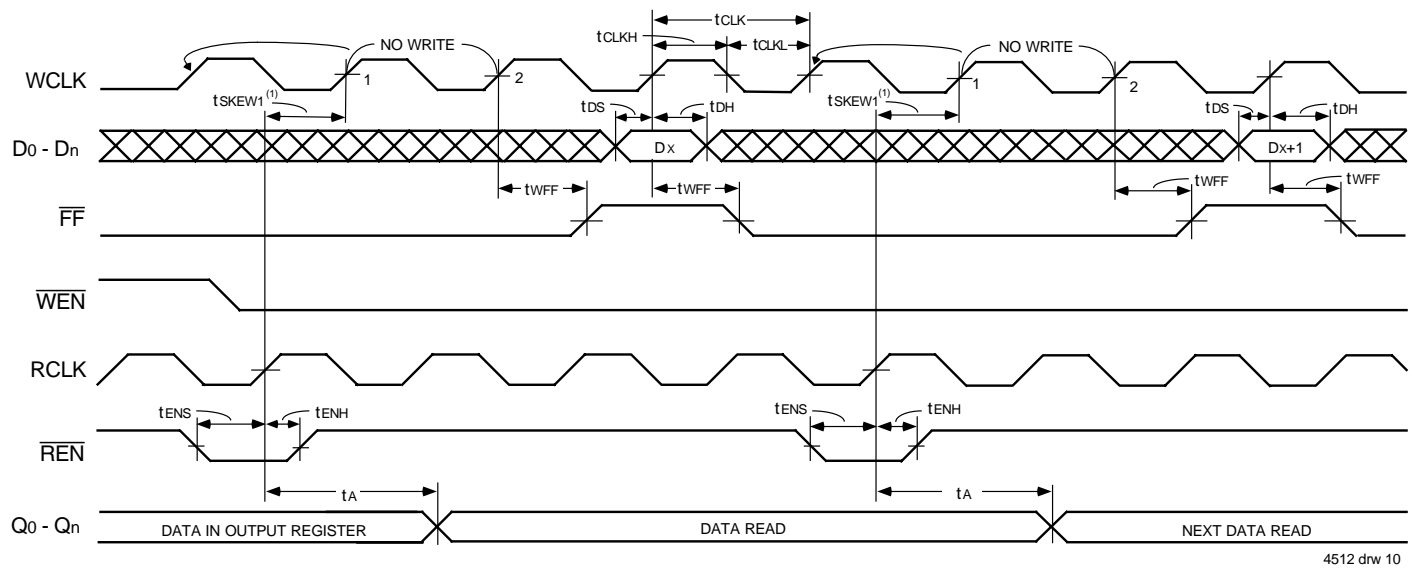 tCLK
tCLKH tCLKL
NO WRITE NO WRITE
WCLK 1 2 1 2
tSKEW1(1) tDS tDH tSKEW1(1) tDS tDH
D0 - Dn DX DX+1
tWFF tWFF tWFF tWFF
FF
WEN
RCLK
tENS tENH tENS tENH
REN
tA tA
Q0 - Qn DATA IN OUTPUT REGISTER DATA READ NEXT DATA READ
4512 drw 10